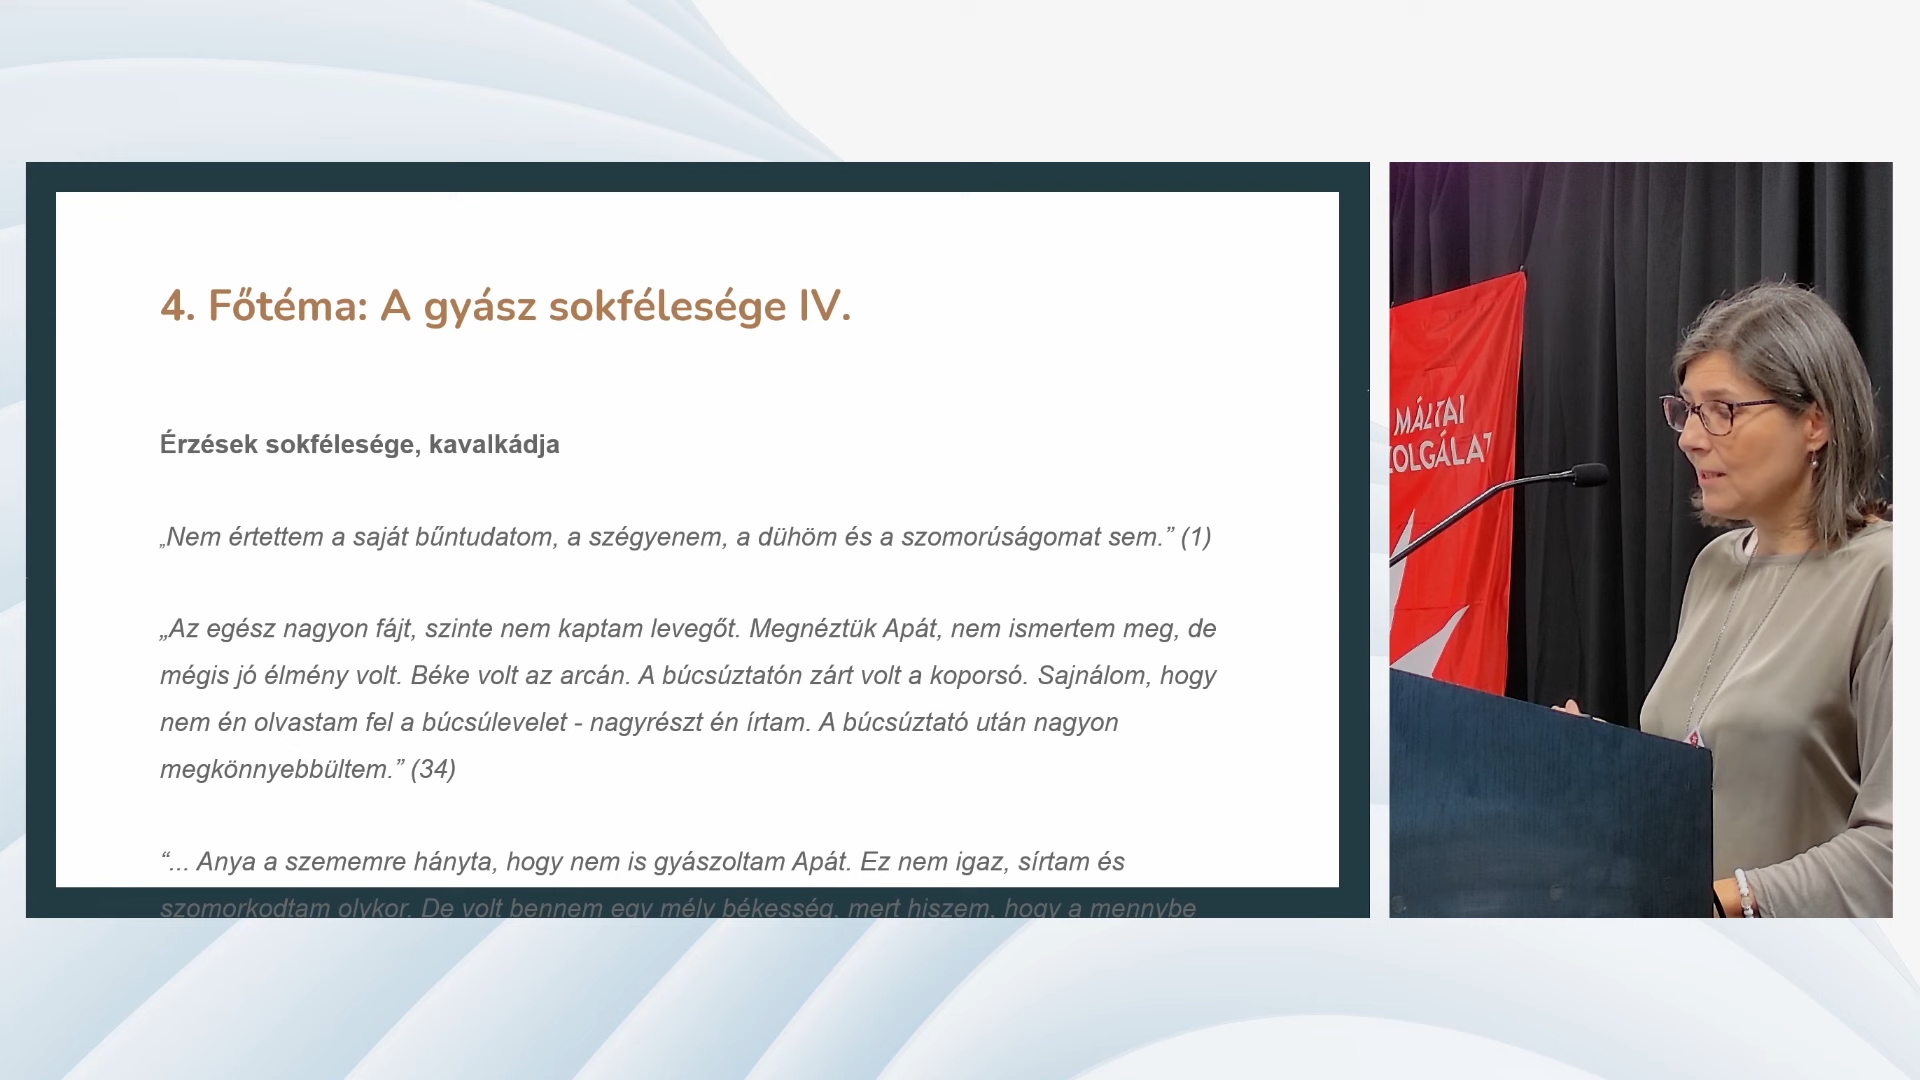 4. Főtéma: A gyász sokfélesége IV.
Érzések sokfélesége, kavalkádja
„Nem értettem a saját bűntudatom, a szégyenem, a dühöm és a szomorúságomat sem.” (1)
„Az egész nagyon fájt, szinte nem kaptam levegőt. Megnéztük Apát, nem ismertem meg, de
mégis jó élmény volt. Béke volt az arcán. A búcsúztatón zárt volt a koporsó. Sajnálom, hogy
nem én olvastam fel a búcsúlevelet - nagyrészt én írtam. A búcsúztató után nagyon
megkönnyebbültem.” (34)
“... Anya a szememre hányta, hogy nem is gyászoltam Apát. Ez nem igaz, sírtam és
szomorkodtam olykor. De volt bennem egy mély békesség, mert hiszem, hogy a mennybe
MÁLTAI
ZOLGÁLAT